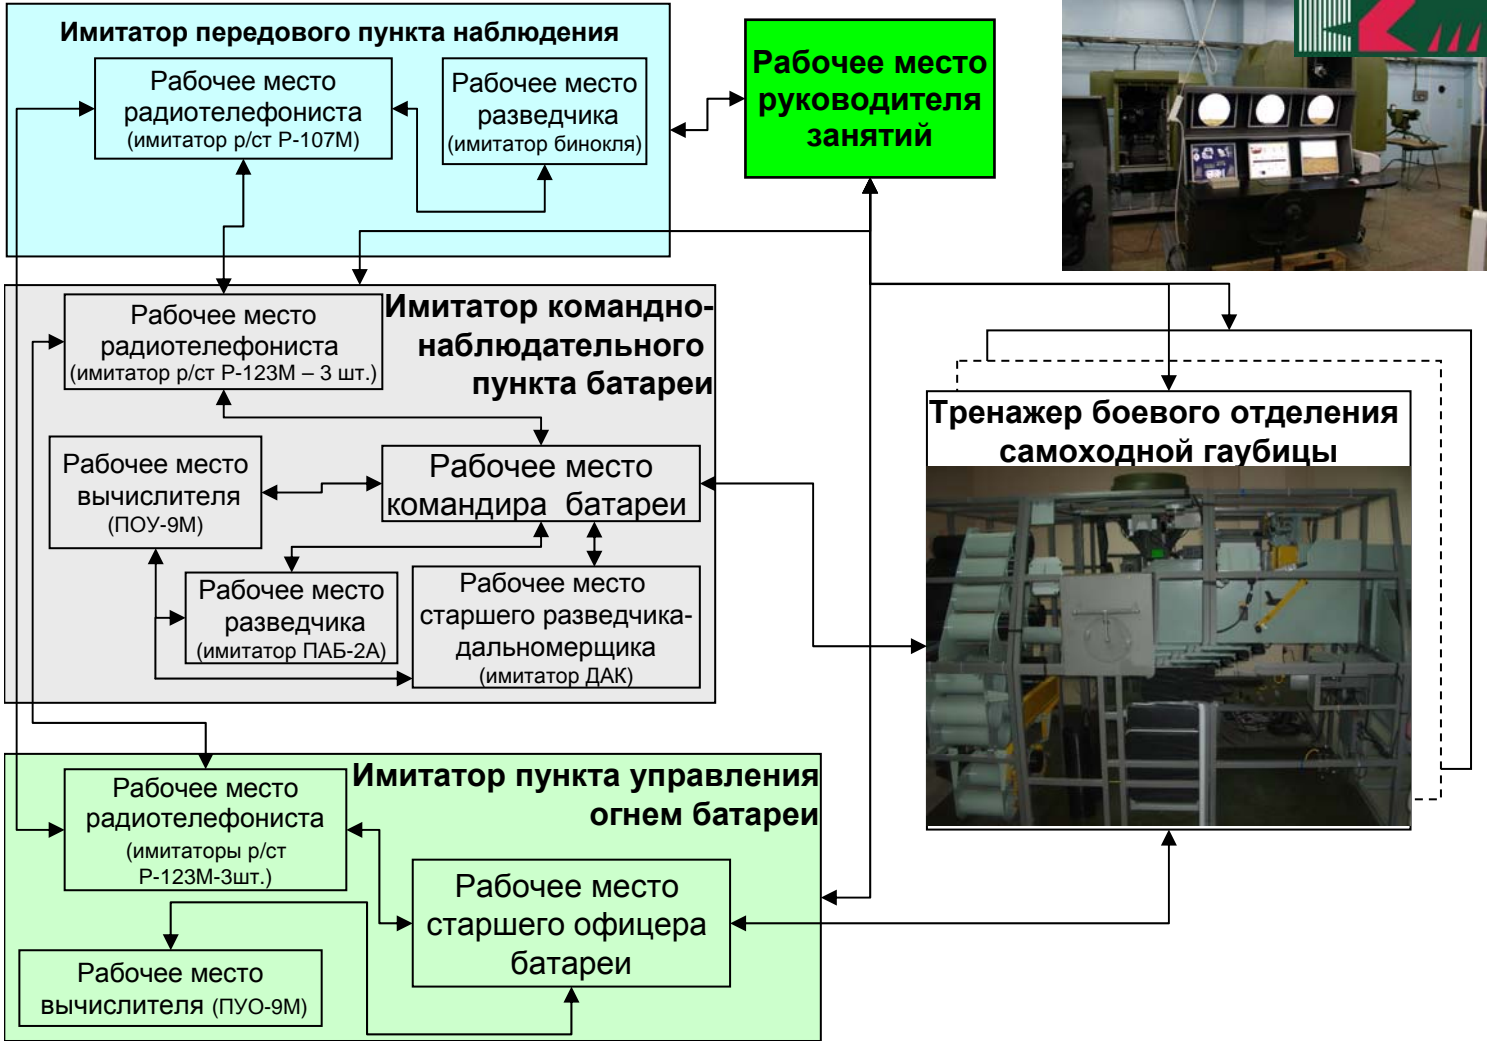 Имитатор передового пункта наблюдения
Рабочее место
радиотелефониста
(имитатор р/ст Р-107М)
Рабочее место
разведчика
(имитатор бинокля)
Рабочее место
руководителя
занятий
Имитатор командно-
наблюдательного
пункта батареи
Рабочее место
радиотелефониста
(имитатор р/ст Р-123М – 3 шт.)
Рабочее место
вычислителя
(ПОУ-9М)
Рабочее место
командира батареи
Рабочее место
разведчика
(имитатор ПАБ-2А)
Рабочее место
старшего разведчика-
дальномерщика
(имитатор ДАК)
Тренажер боевого отделения
самоходной гаубицы
Имитатор пункта управления
огнем батареи
Рабочее место
радиотелефониста
(имитаторы р/ст
Р-123М-3шт.)
Рабочее место
старшего офицера
батареи
Рабочее место
вычислителя (ПУО-9М)